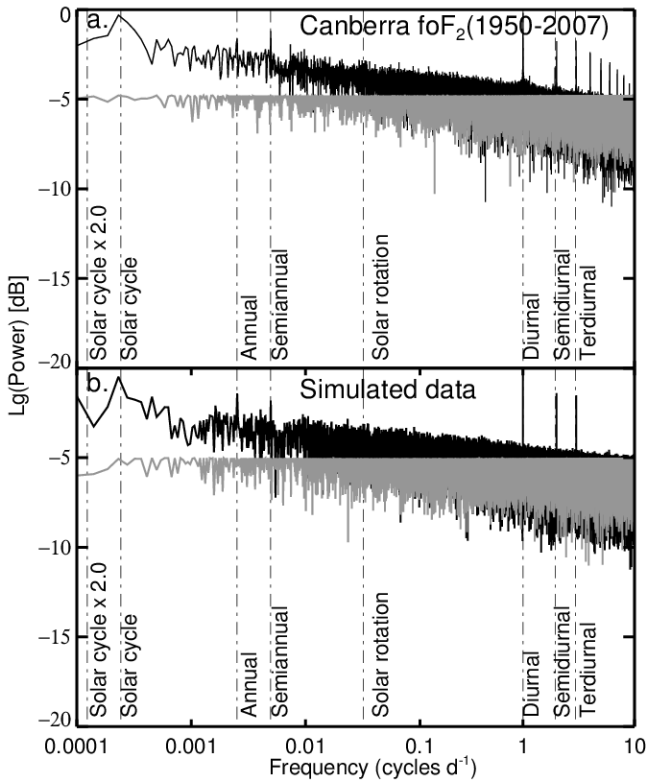 a. Canberra foF₂(1950-2007)
0
−5
−10
−15
−20
Solar cycle x 2.0
Solar cycle
Annual
Semiannual
Solar rotation
Diurnal
Semidiurnal
Terdiurnal
Lg(Power) [dB]
b. Simulated data
−5
−10
−15
−20
Solar cycle x 2.0
Solar cycle
Annual
Semiannual
Solar rotation
Diurnal
Semidiurnal
Terdiurnal
0.0001 0.001 0.01 0.1 1 10
Frequency (cycles d⁻¹)